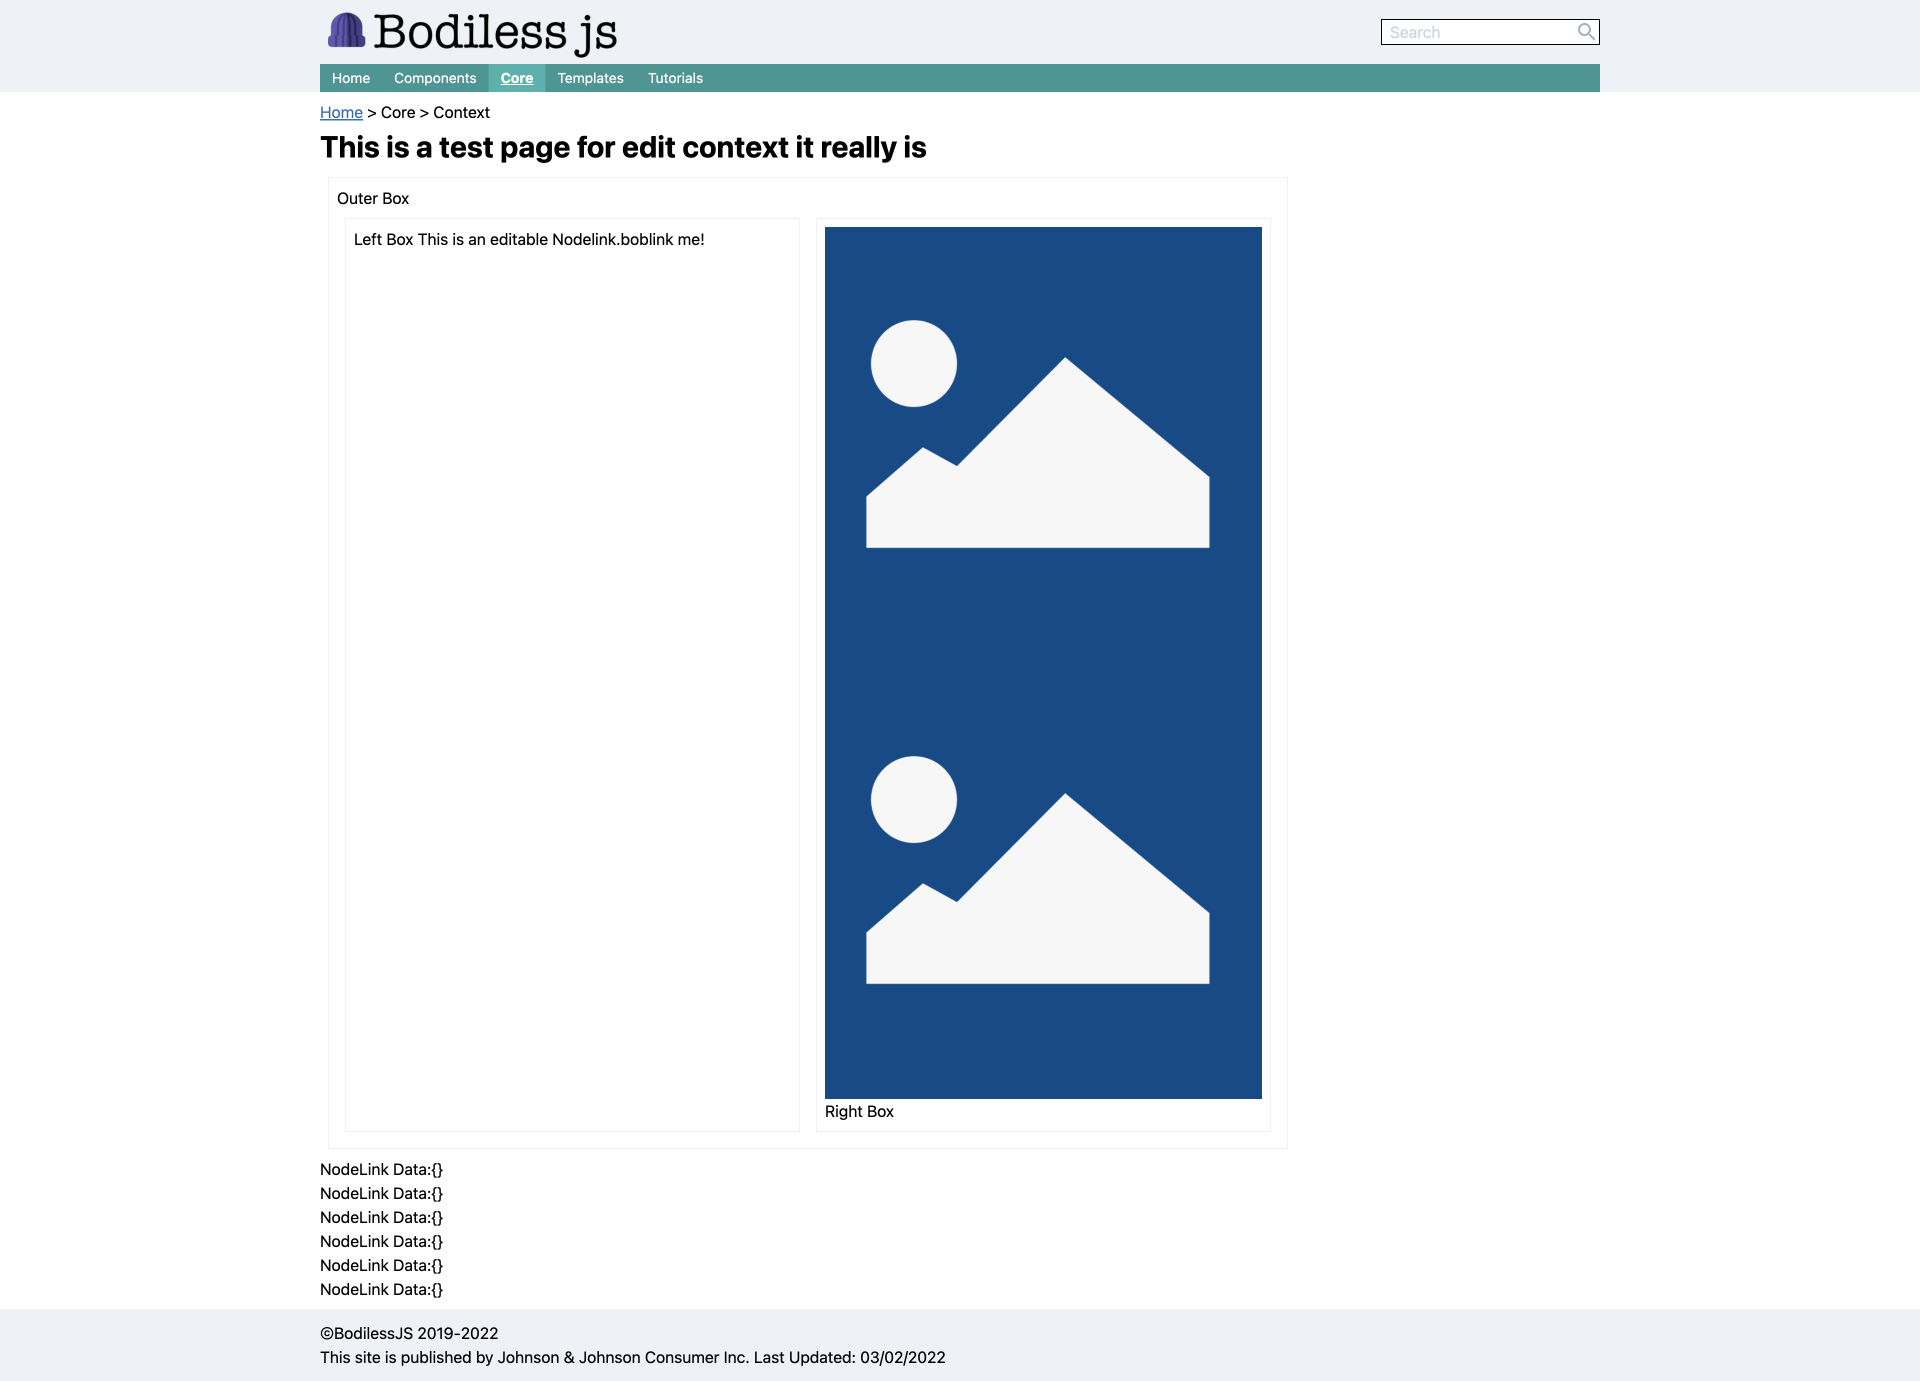 Bodiless js
Search
Home Components Core Templates Tutorials
Home > Core > Context
This is a test page for edit context it really is
Outer Box
Left Box This is an editable Nodelink.boblink me!
Right Box
NodeLink Data:{}
NodeLink Data:{}
NodeLink Data:{}
NodeLink Data:{}
NodeLink Data:{}
NodeLink Data:{}
©BodilessJS 2019-2022
This site is published by Johnson & Johnson Consumer Inc. Last Updated: 03/02/2022